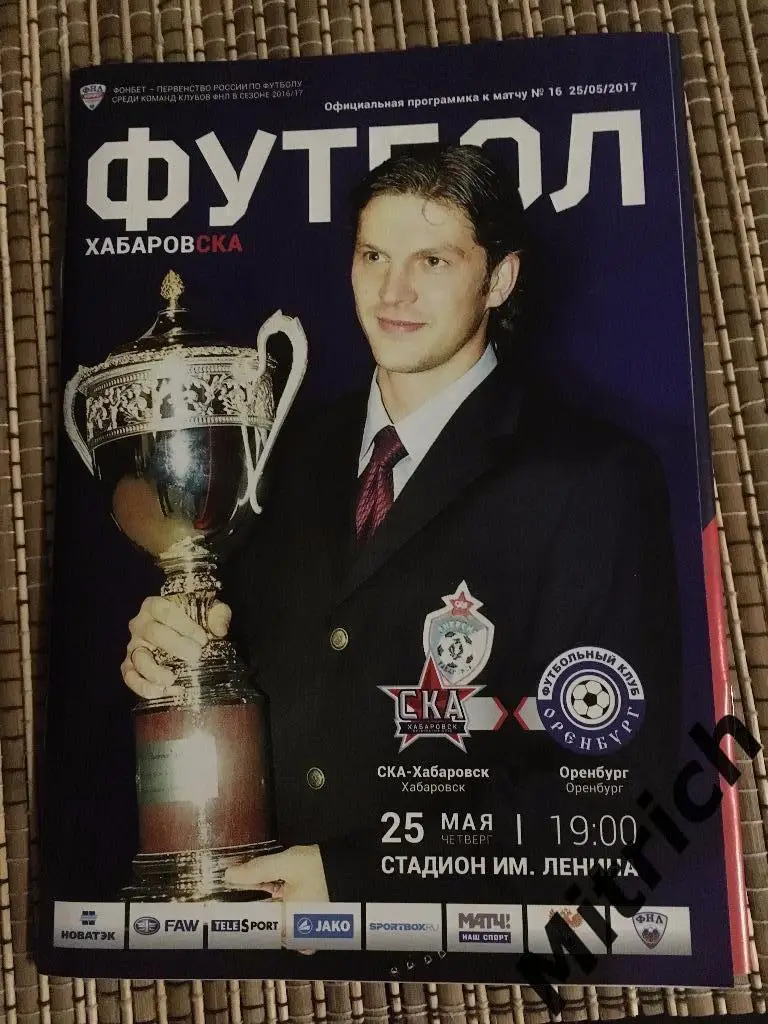 ФНЛ
ФОНБЕТ – ПЕРВЕНСТВО РОССИИ ПО ФУТБОЛУ
СРЕДИ КОМАНД КЛУБОВ ФНЛ В СЕЗОНЕ 2016/17
Официальная программка к матчу № 16 25/05/2017
ФУТБОЛ
ХАБАРОВСКА
СКА
ХАБАРОВСК
ФУТБОЛЬНЫЙ КЛУБ
ОРЕНБУРГ
СКА-Хабаровск
Хабаровск
Оренбург
Оренбург
25 МАЯ ЧЕТВЕРГ | 19:00
СТАДИОН ИМ. ЛЕНИНА
НОВАТЭК
FAW
TELESPORT
JAKO
SPORTBOX.RU
МАТЧ!
НАШ СПОРТ
ФНЛ
Mitrich